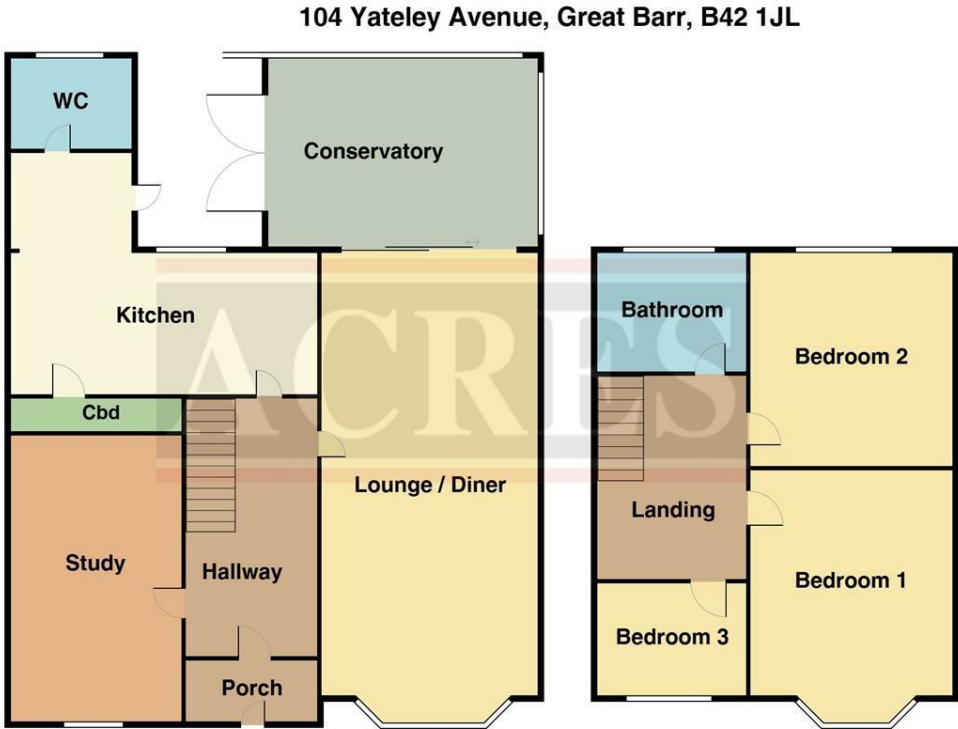 104 Yateley Avenue, Great Barr, B42 1JL
WC
Conservatory
Kitchen
Cbd
Study
Hallway
Lounge / Diner
Porch
ACRES
Bathroom
Bedroom 2
Landing
Bedroom 1
Bedroom 3